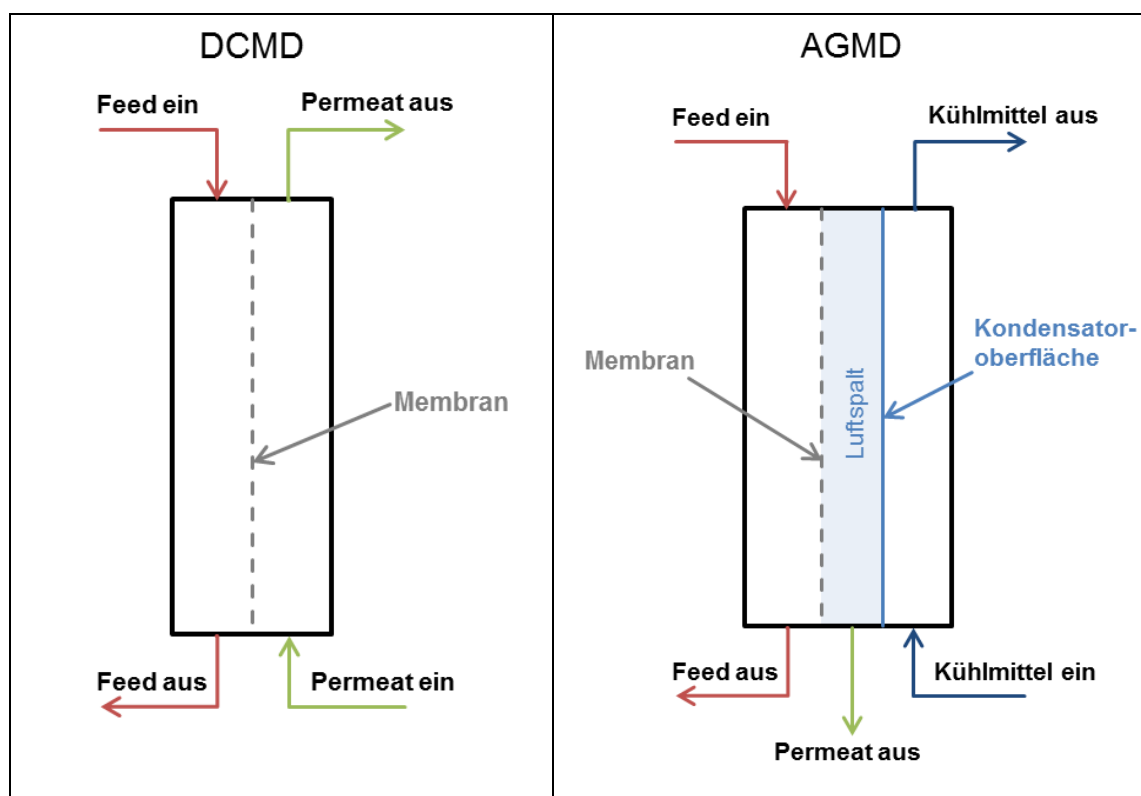 DCMD
Feed ein
Permeat aus
Membran
Feed aus
Permeat ein
AGMD
Feed ein
Kühlmittel aus
Kondensator-
oberfläche
Membran
Luftspalt
Feed aus
Kühlmittel ein
Permeat aus